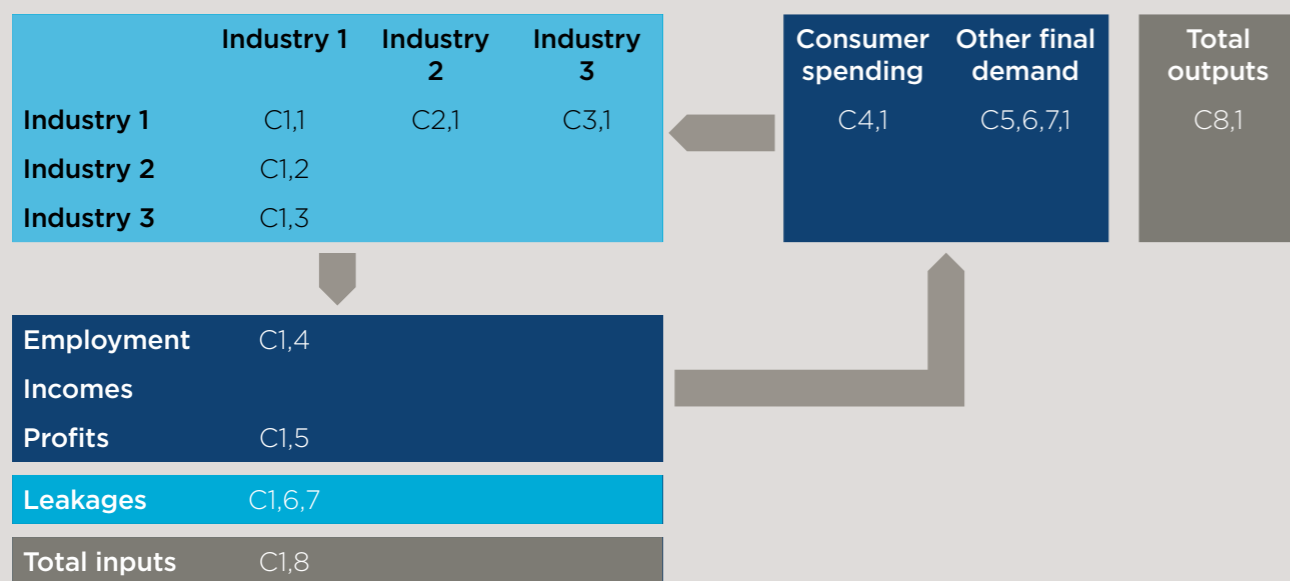 Industry 1 Industry 2 Industry 3 Consumer spending Other final demand Total outputs
Industry 1 C1,1 C2,1 C3,1 C4,1 C5,6,7,1 C8,1
Industry 2 C1,2
Industry 3 C1,3
Employment C1,4
Incomes
Profits C1,5
Leakages C1,6,7
Total inputs C1,8